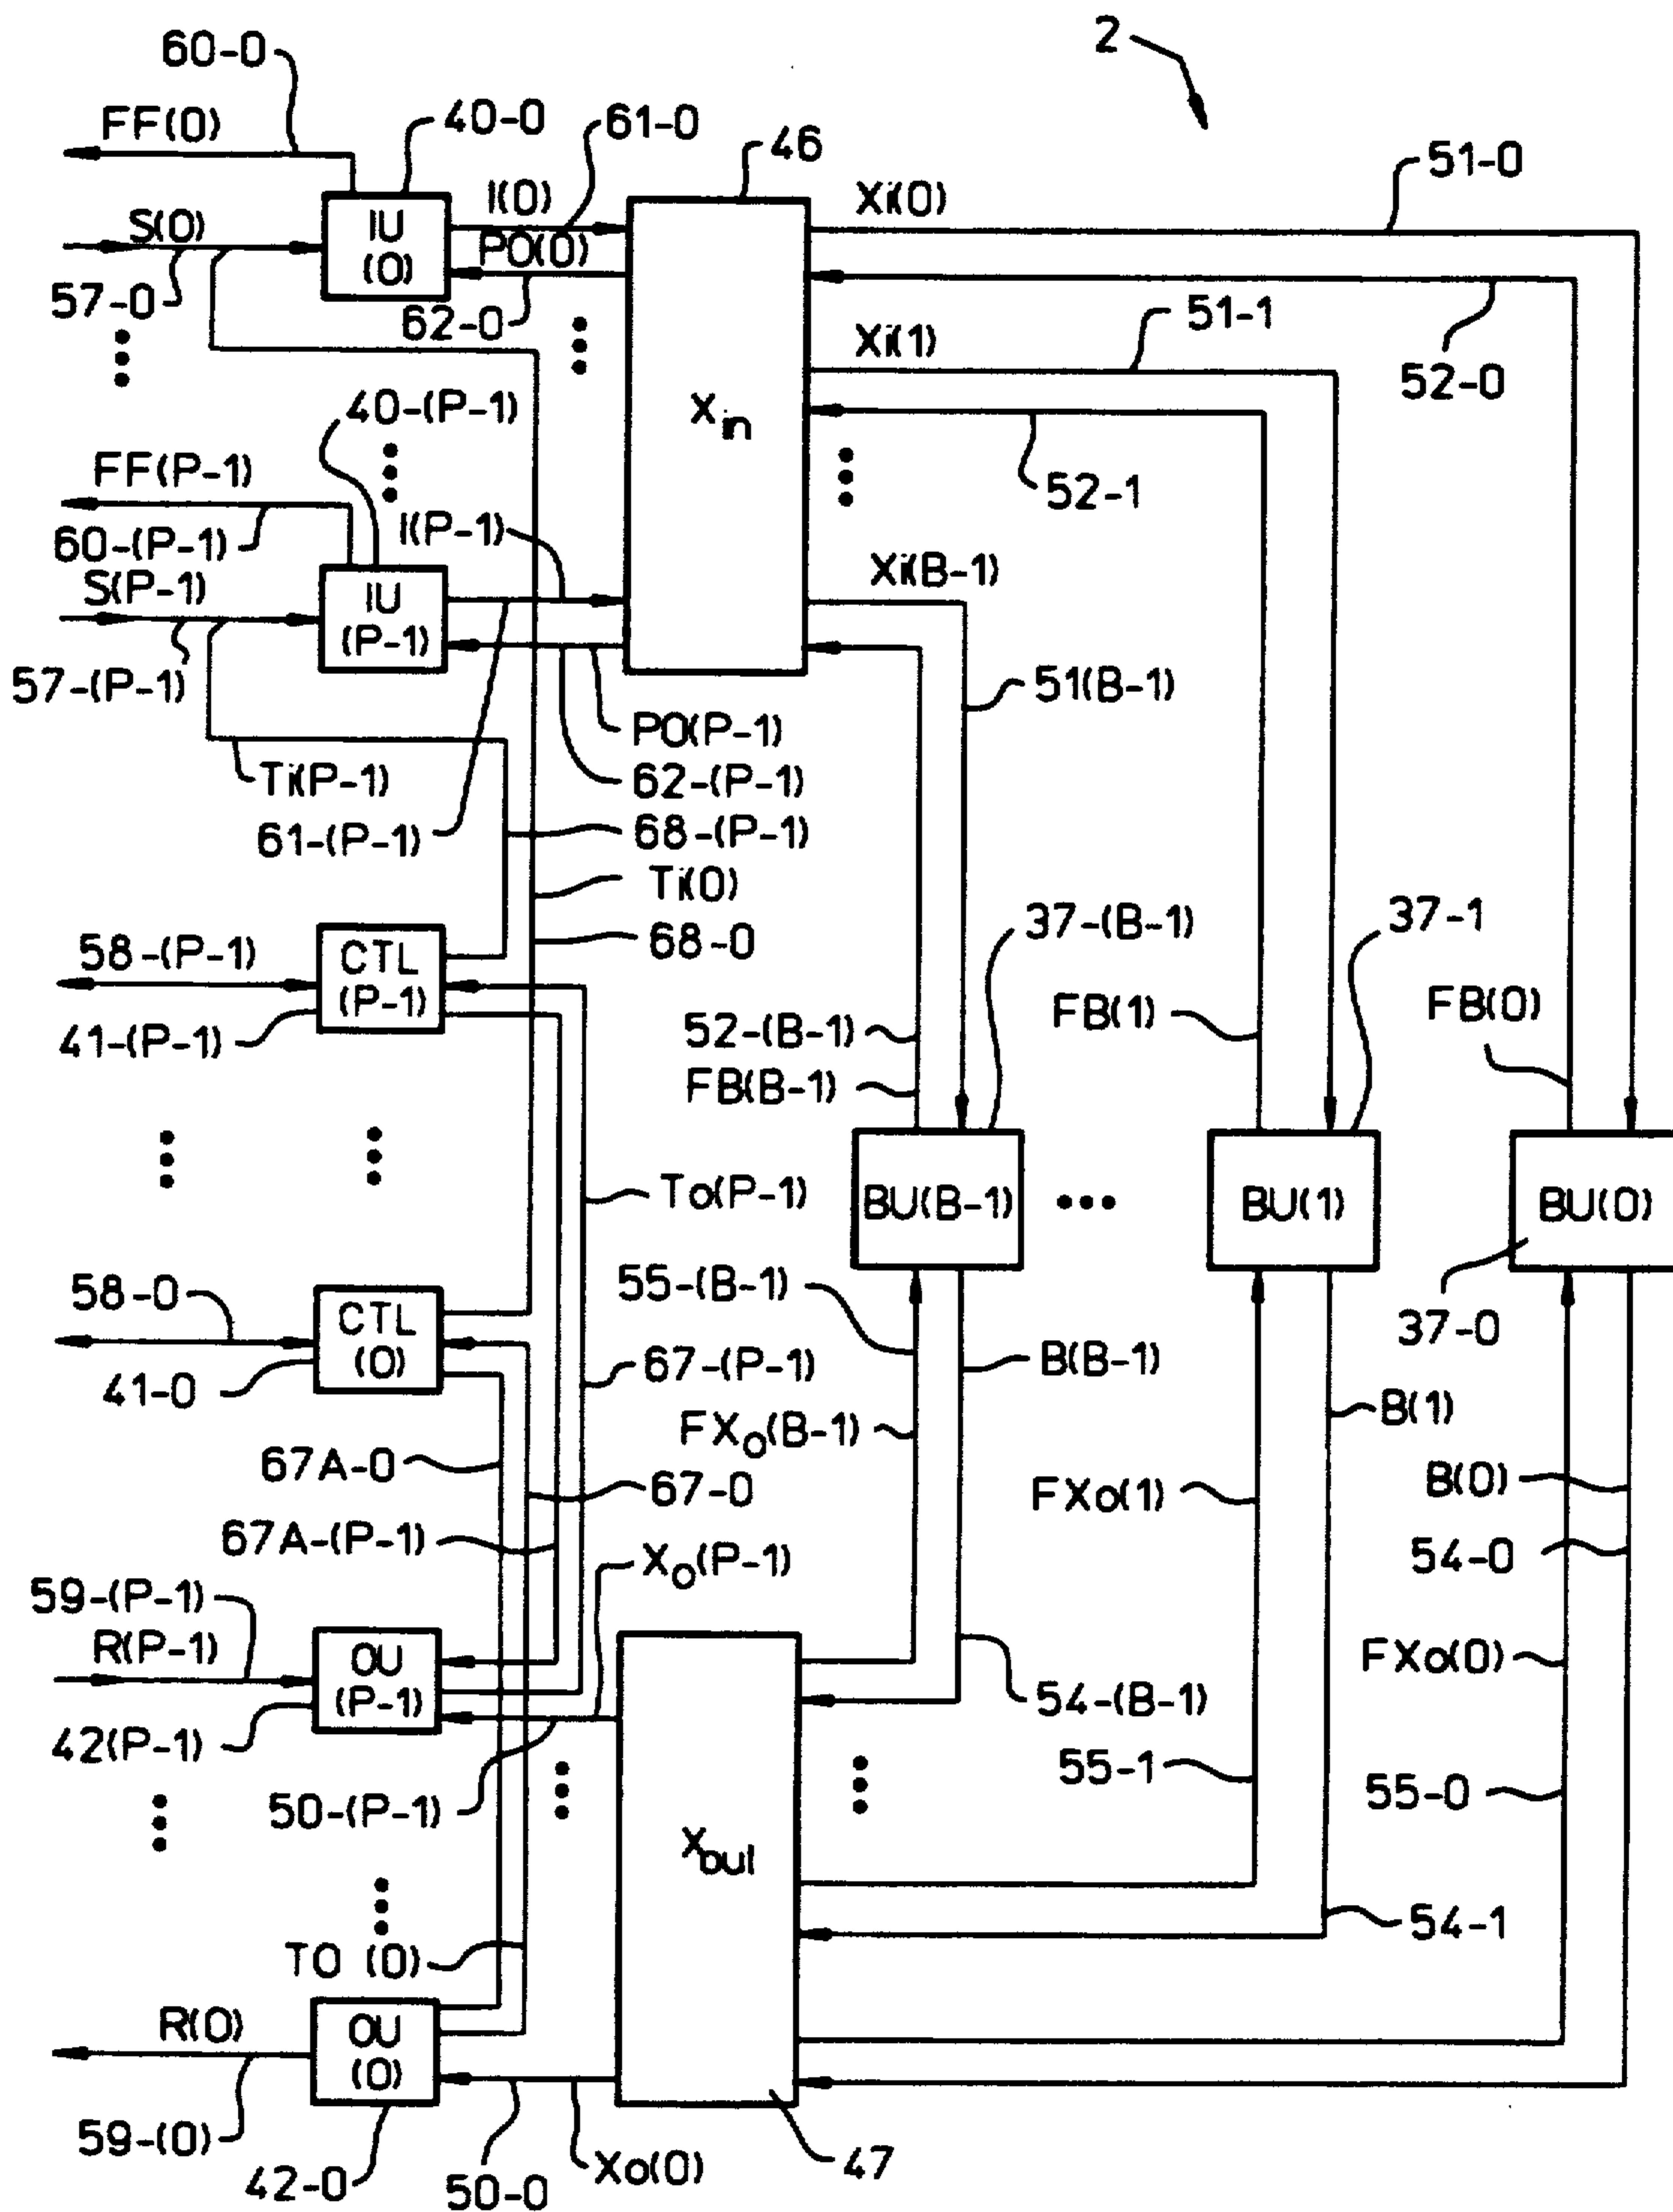 2
60-0
FF(0)
40-0
61-0
46
51-0
S(0)
IU
(0)
I(0)
PO(0)
Xi(0)
57-0
62-0
Xi(1)
51-1
52-0
40-(P-1)
Xin
52-1
FF(P-1)
60-(P-1)
I(P-1)
S(P-1)
IU
(P-1)
Xi(B-1)
57-(P-1)
51(B-1)
PO(P-1)
Ti(P-1)
62-(P-1)
61-(P-1)
68-(P-1)
Ti(0)
68-0
37-(B-1)
37-1
58-(P-1)
CTL
(P-1)
41-(P-1)
52-(B-1)
FB(B-1)
FB(1)
FB(0)
To(P-1)
BU(B-1)
BU(1)
BU(0)
58-0
CTL
(0)
41-0
55-(B-1)
37-0
67-(P-1)
B(B-1)
B(1)
FXo(B-1)
67A-0
67-0
FXo(1)
B(0)
67A-(P-1)
Xo(P-1)
54-0
59-(P-1)
R(P-1)
OU
(P-1)
FXo(0)
42(P-1)
54-(B-1)
50-(P-1)
55-1
55-0
Xoul
54-1
TO (0)
R(0)
OU
(0)
59-(0)
42-0
50-0
Xo(0)
47